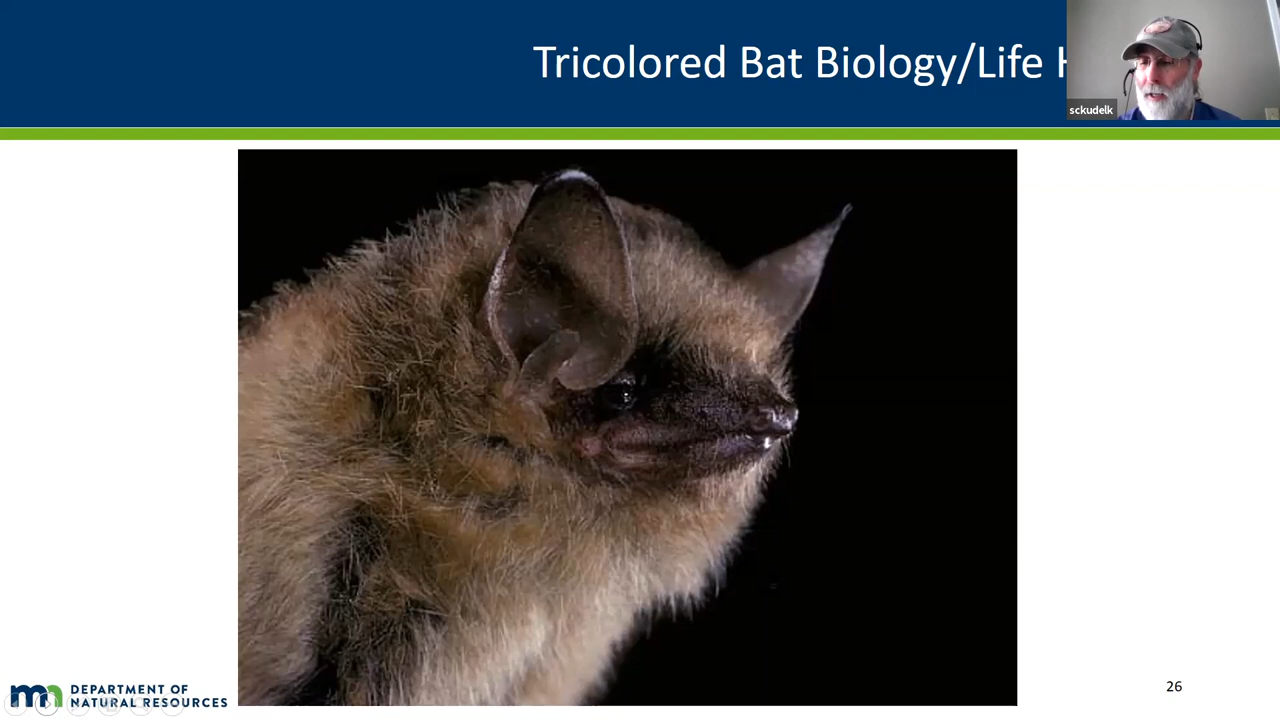 Tricolored Bat Biology/Life H
sckudelk
DEPARTMENT OF
NATURAL RESOURCES
26